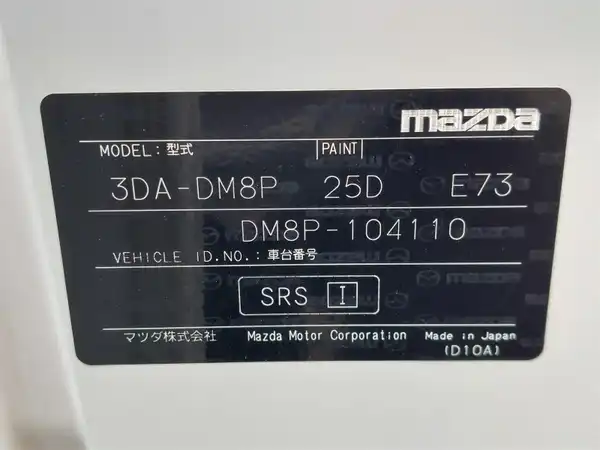 mazda
MODEL: 型式 PAINT
3DA-DM8P 25D E73
DM8P-104110
VEHICLE ID.NO.: 車台番号
SRS I
マツダ株式会社 Mazda Motor Corporation Made in Japan
(D10A)